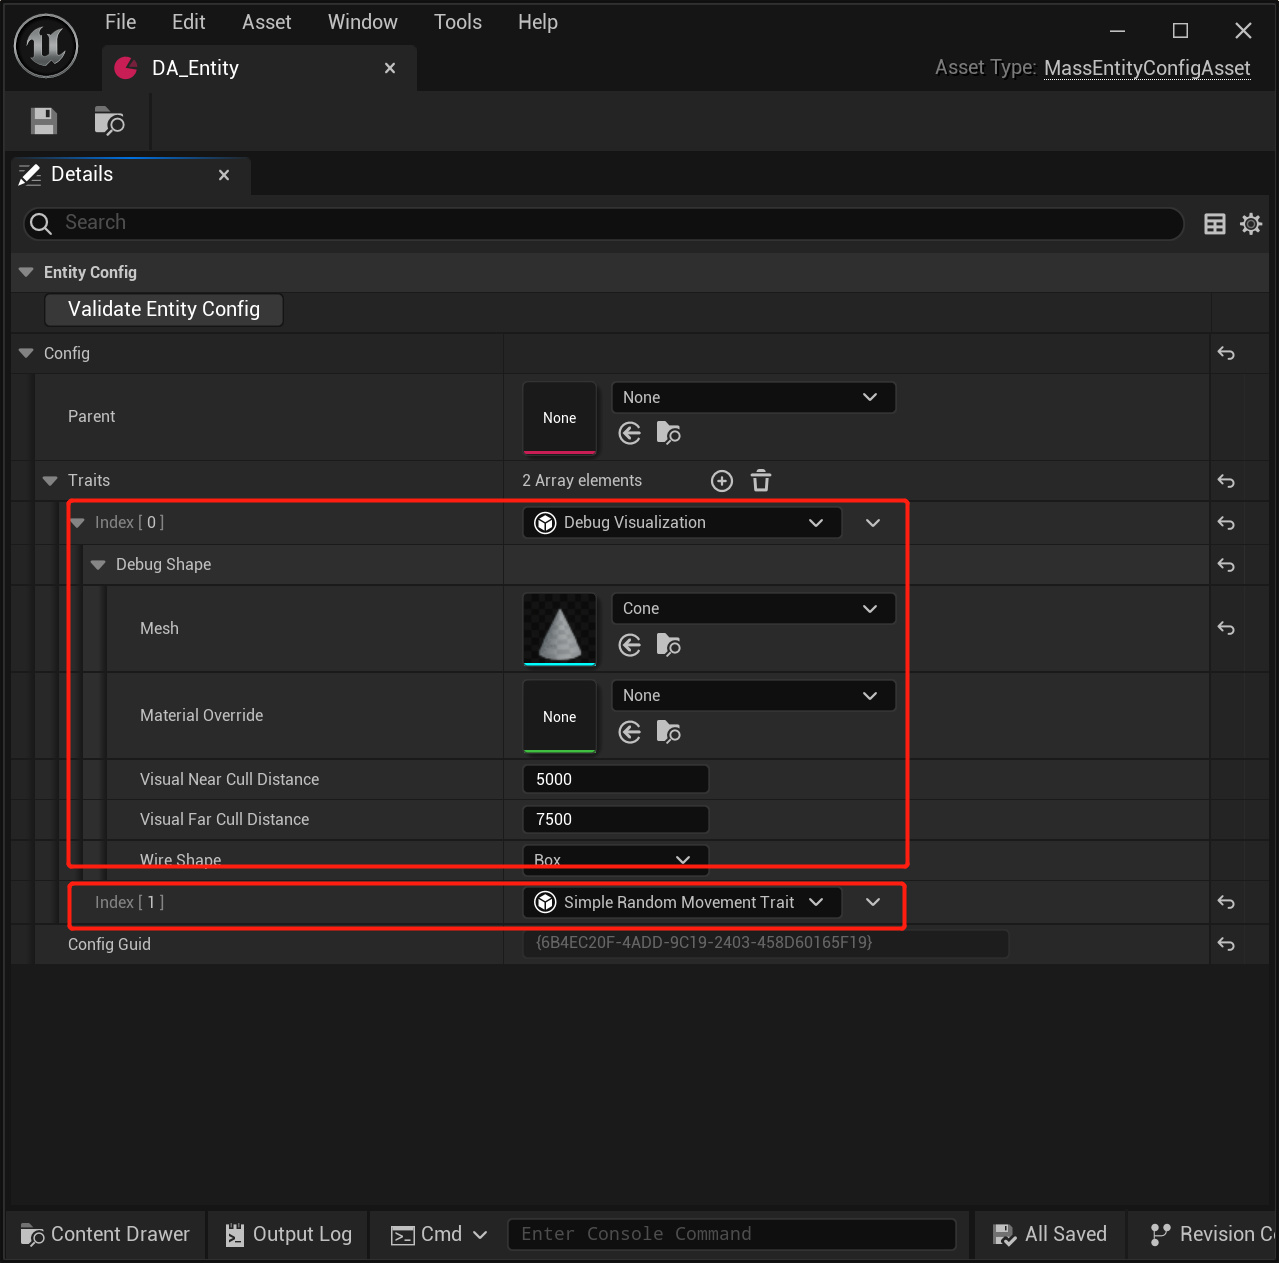 File Edit Asset Window Tools Help
DA_Entity
Asset Type: MassEntityConfigAsset
Details
Search
Entity Config
Validate Entity Config
Config
Parent
None
None
Traits
2 Array elements
Index [ 0 ]
Debug Visualization
Debug Shape
Mesh
Cone
Material Override
None
None
Visual Near Cull Distance
5000
Visual Far Cull Distance
7500
Wire Shape
Box
Index [ 1 ]
Simple Random Movement Trait
Config Guid
{6B4EC20F-4ADD-9C19-2403-458D60165F19}
Content Drawer
Output Log
Cmd
Enter Console Command
All Saved
Revision C